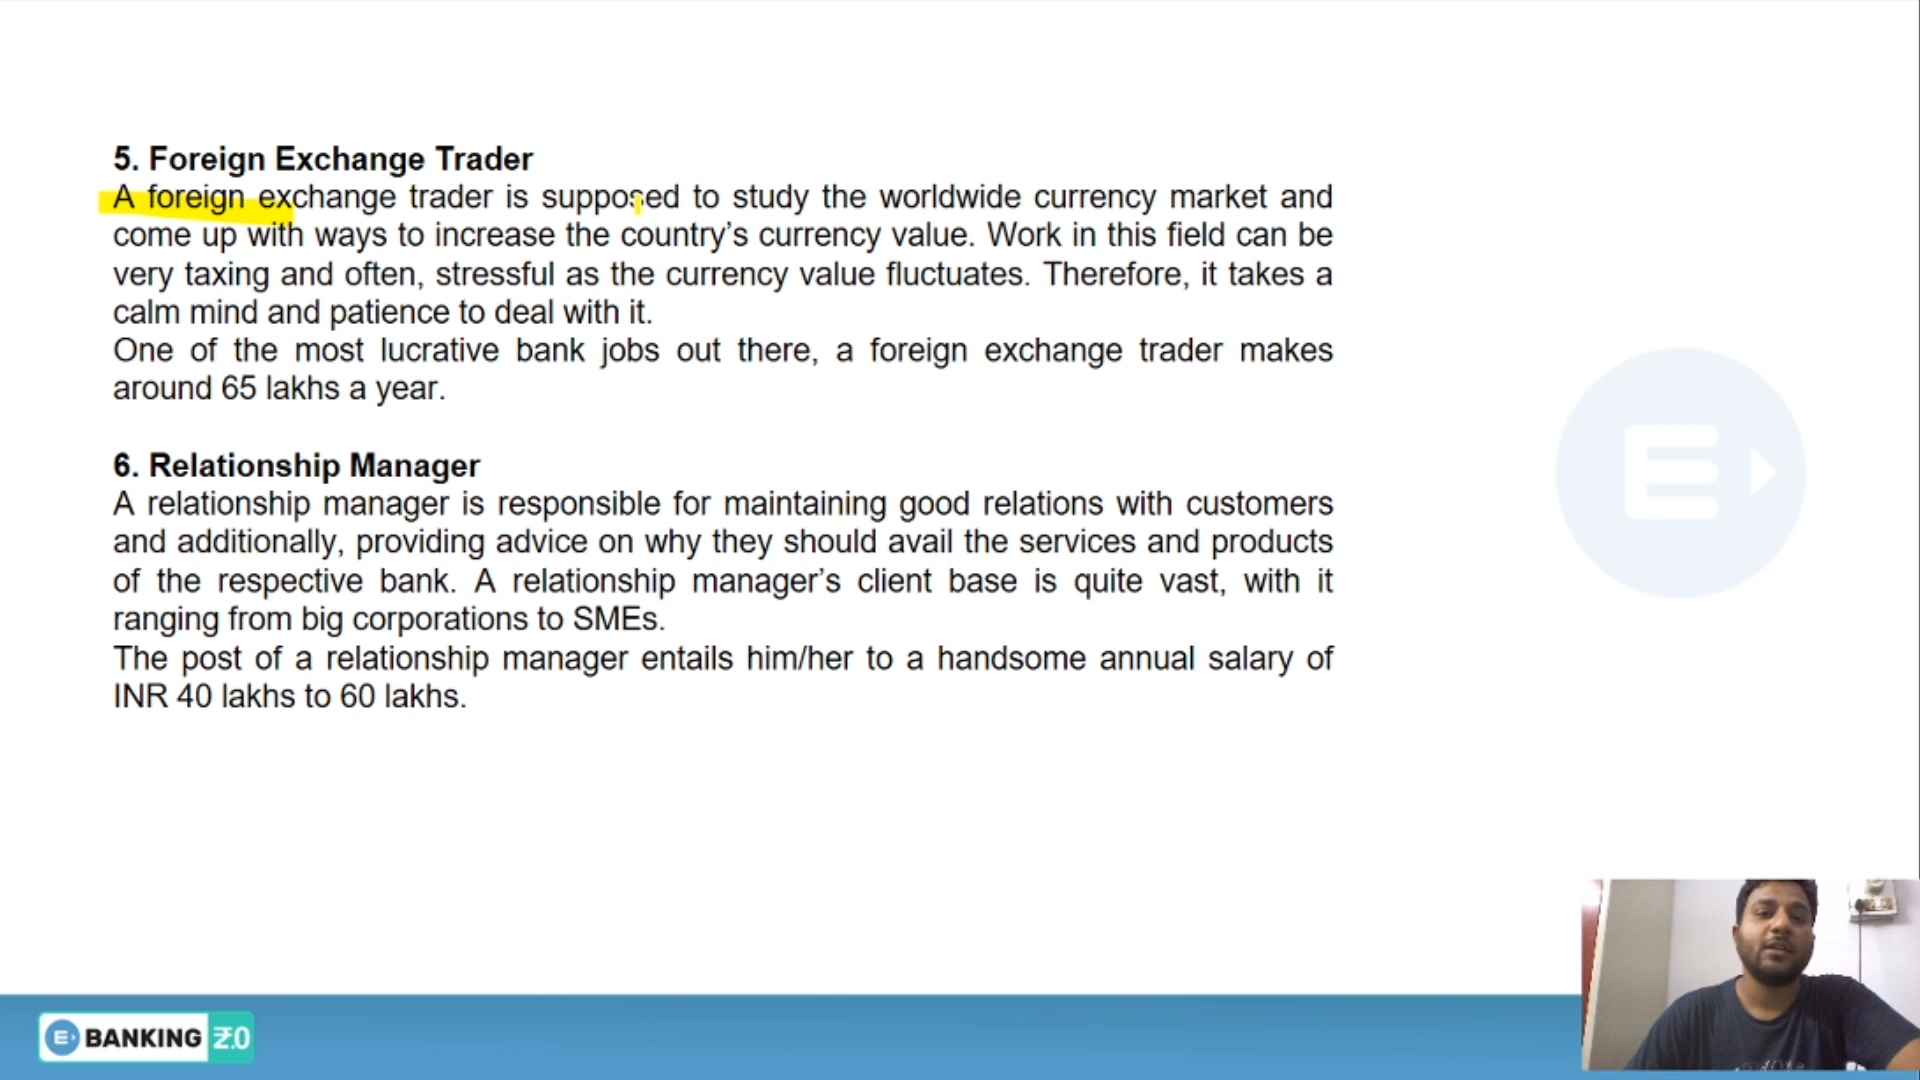 5. Foreign Exchange Trader
A foreign exchange trader is supposed to study the worldwide currency market and
come up with ways to increase the country’s currency value. Work in this field can be
very taxing and often, stressful as the currency value fluctuates. Therefore, it takes a
calm mind and patience to deal with it.
One of the most lucrative bank jobs out there, a foreign exchange trader makes
around 65 lakhs a year.
6. Relationship Manager
A relationship manager is responsible for maintaining good relations with customers
and additionally, providing advice on why they should avail the services and products
of the respective bank. A relationship manager’s client base is quite vast, with it
ranging from big corporations to SMEs.
The post of a relationship manager entails him/her to a handsome annual salary of
INR 40 lakhs to 60 lakhs.
E
E BANKING ₹.0